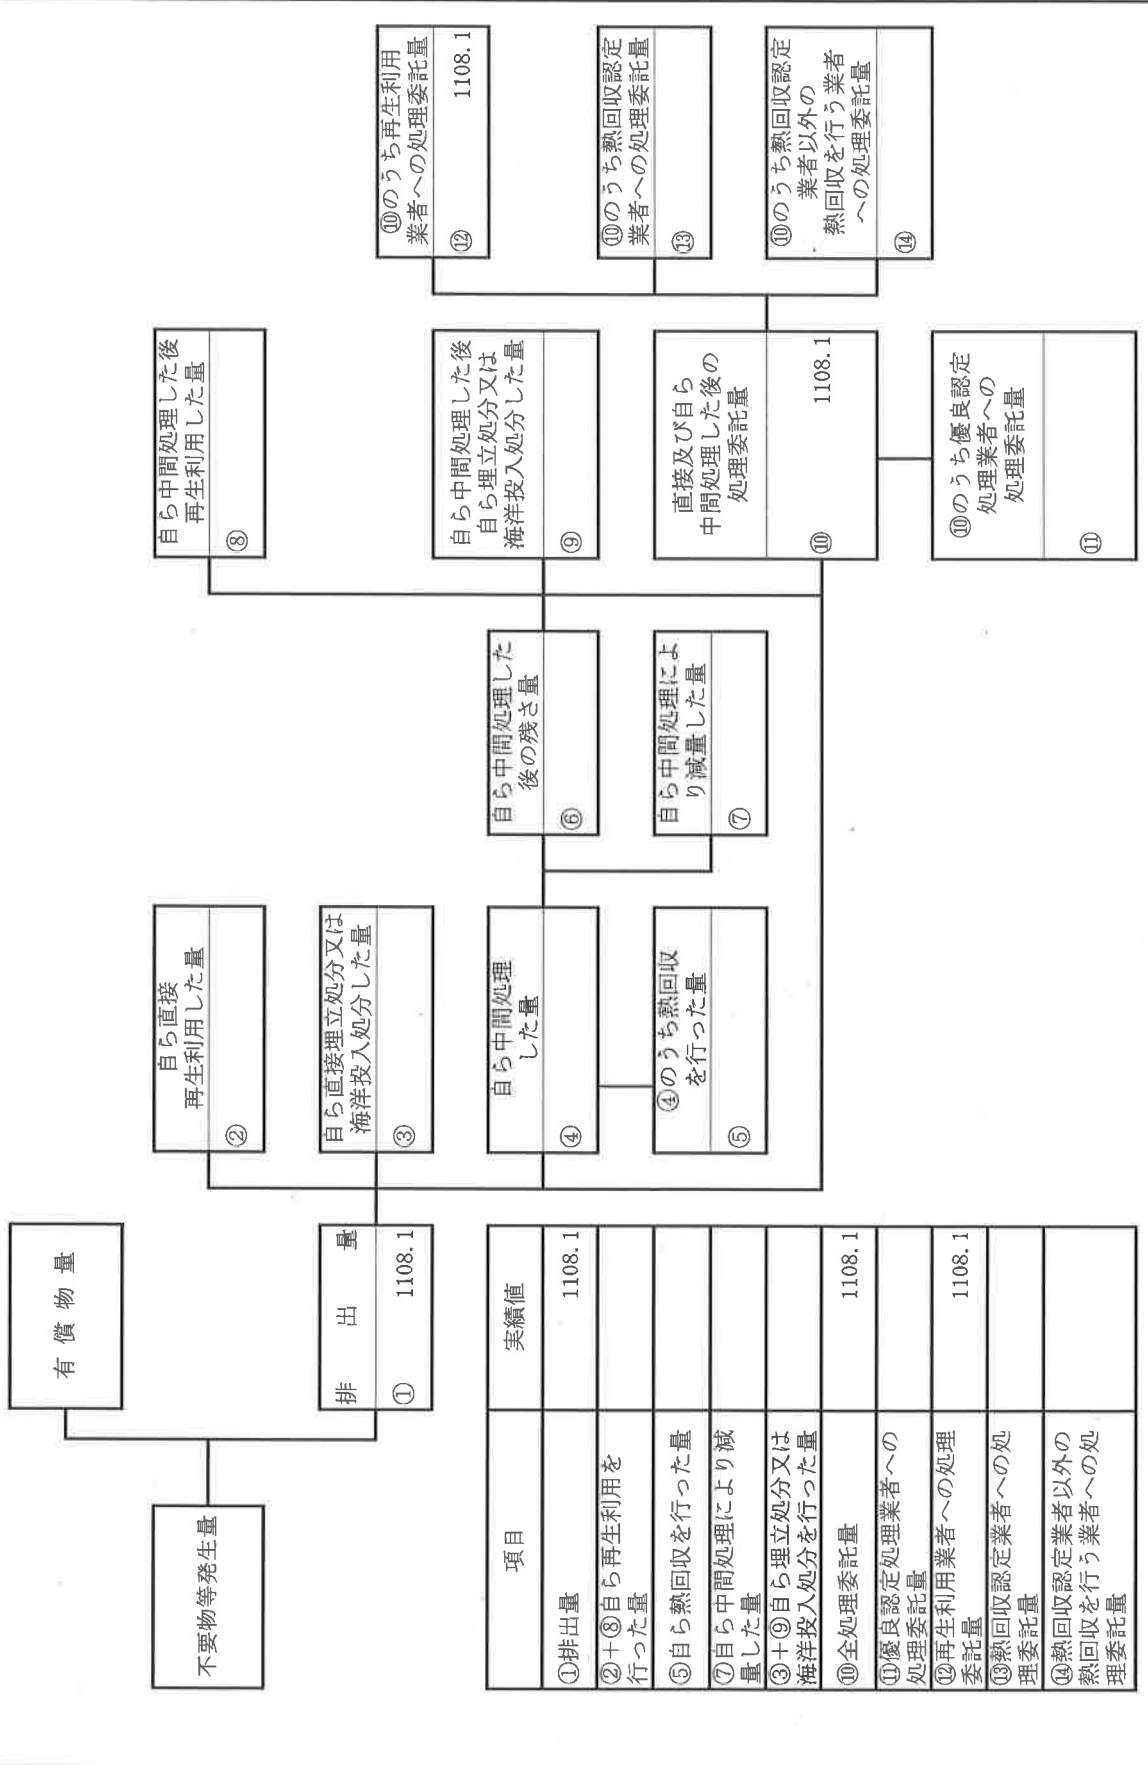 有償物量
不要物等発生量
排出量
① 1108.1
自ら直接
再生利用した量
②
自ら直接埋立処分又は
海洋投入処分した量
③
自ら中間処理
した量
④
④のうち熱回収
を行った量
⑤
自ら中間処理した
後の残さ量
⑥
自ら中間処理によ
り減量した量
⑦
自ら中間処理した後
再生利用した量
⑧
自ら中間処理した後
自ら埋立処分又は
海洋投入処分した量
⑨
直接及び自ら
中間処理した後の
処理委託量
⑩ 1108.1
⑩のうち優良認定
処理業者への
処理委託量
⑪
⑩のうち再生利用
業者への処理委託量
⑫ 1108.1
⑩のうち熱回収認定
業者への処理委託量
⑬
⑩のうち熱回収認定
業者以外の
熱回収を行う業者
への処理委託量
⑭
項目 実績値
①排出量 1108.1
②+⑧自ら再生利用を
行った量
⑤自ら熱回収を行った量
⑦自ら中間処理により減
量した量
③+⑨自ら埋立処分又は
海洋投入処分を行った量
⑩全処理委託量 1108.1
⑪優良認定処理業者への
処理委託量
⑫再生利用業者への処理
委託量 1108.1
⑬熱回収認定業者への処
理委託量
⑭熱回収認定業者以外の
熱回収を行う業者への処
理委託量